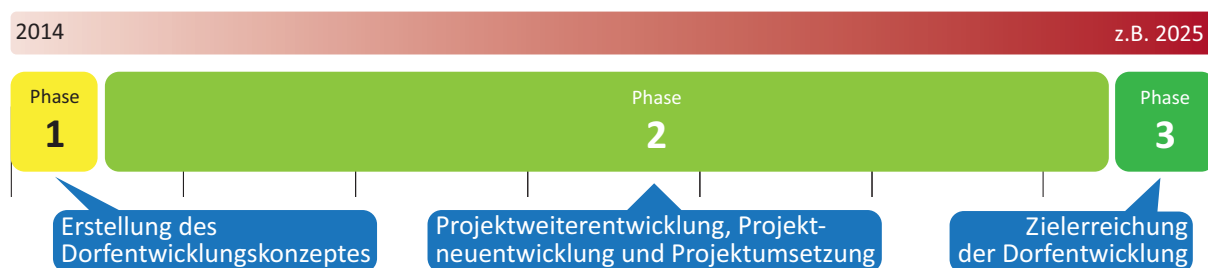 2014 z.B. 2025
Phase
1
Phase
2
Phase
3
Erstellung des
Dorfentwicklungskonzeptes
Projektweiterentwicklung, Projekt-
neuentwicklung und Projektumsetzung
Zielerreichung
der Dorfentwicklung